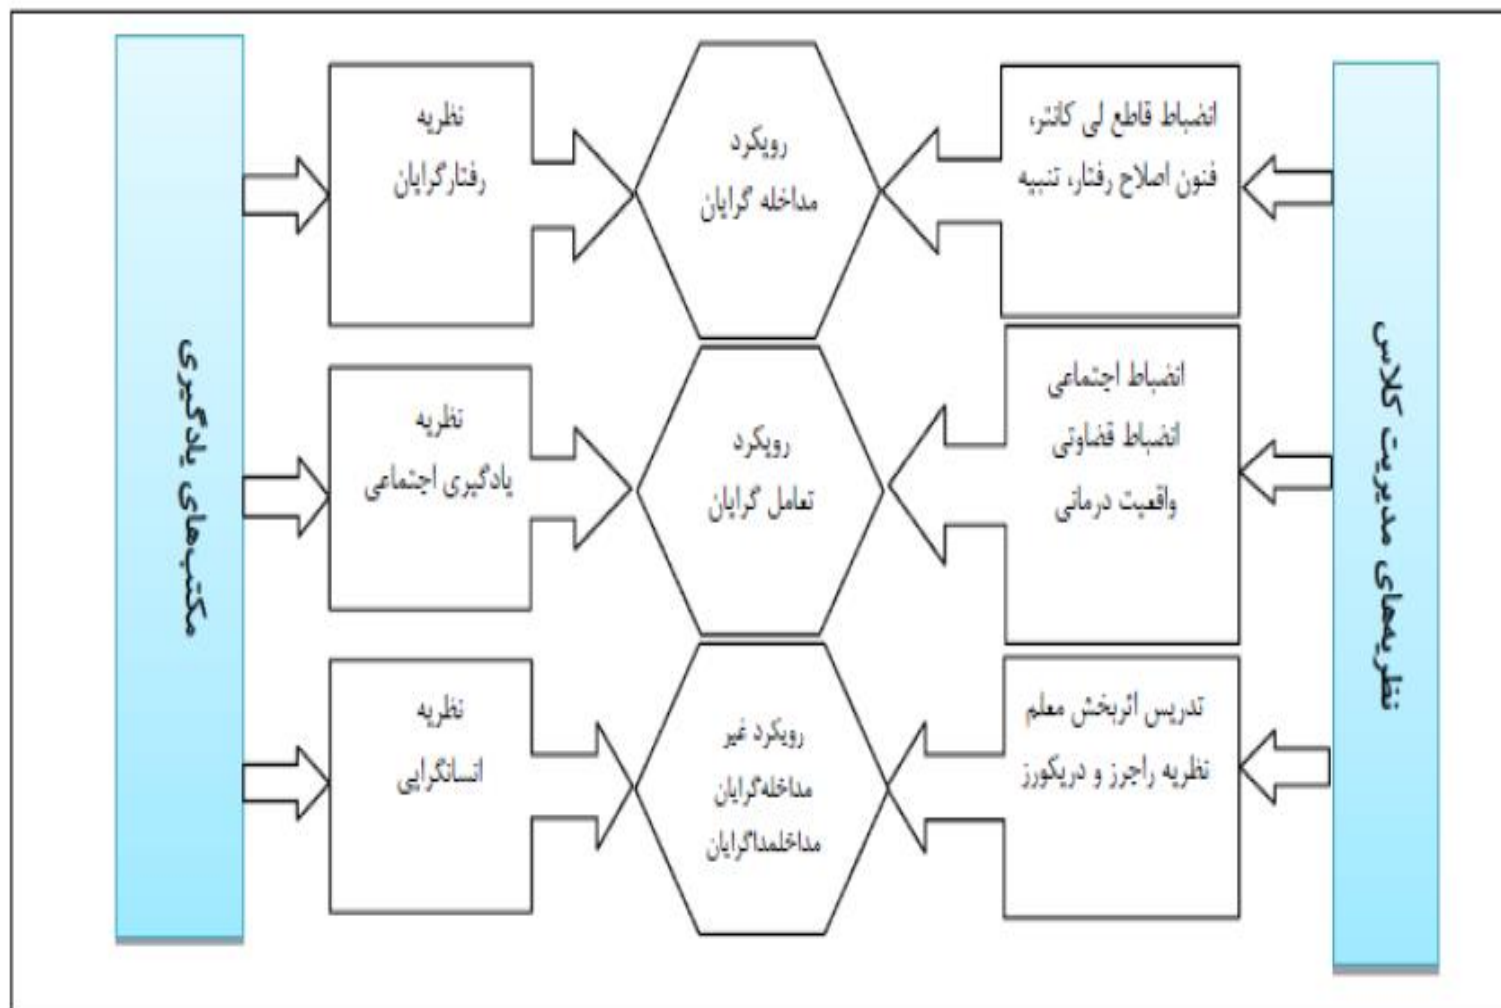 نظریه‌های مدیریت کلاس
انضباط قاطع لی کانتر،
فنون اصلاح رفتار، تنبیه
رویکرد
مداخله گرایان
نظریه
رفتارگرایان
انضباط اجتماعی
انضباط قضاوتی
واقعیت درمانی
رویکرد
تعامل گرایان
نظریه
یادگیری اجتماعی
تدریس اثربخش معلم
نظریه راجرز و دریکورز
رویکرد غیر
مداخله‌گرایان
مداخلمداگرایان
نظریه
انسانگرایی
مکتب‌های یادگیری